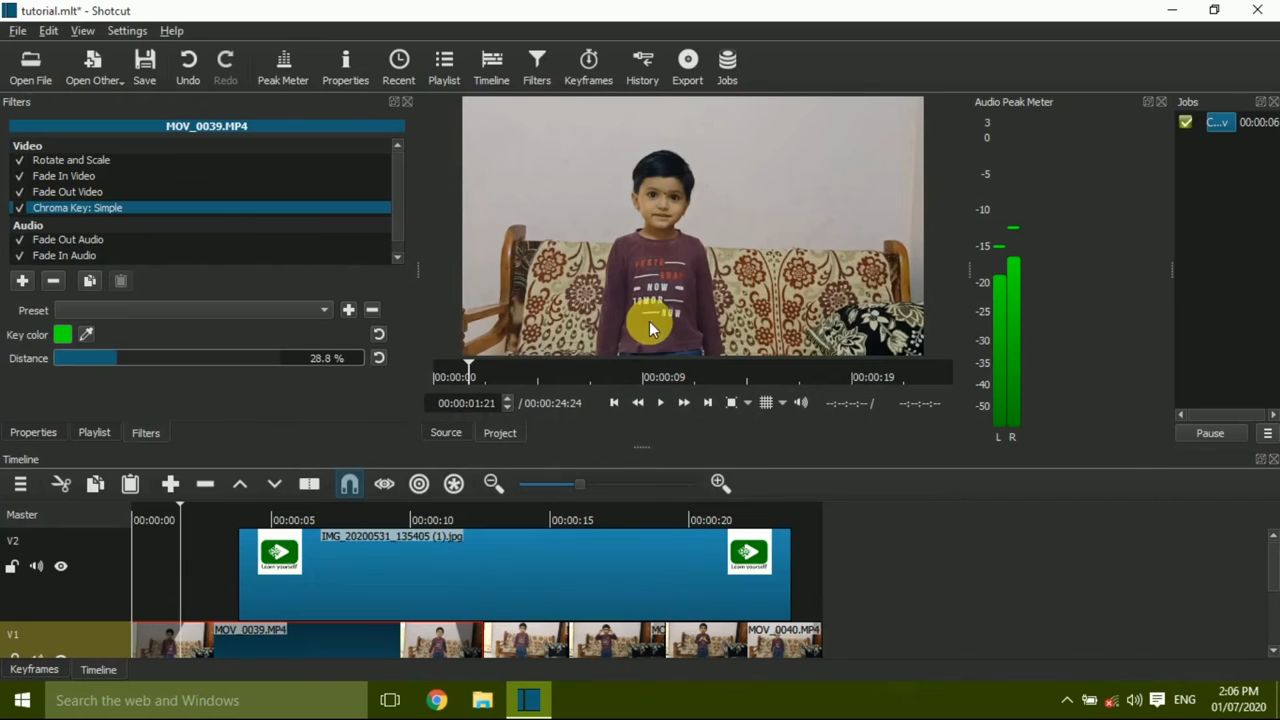 tutorial.mlt* - Shotcut
File Edit View Settings Help
Open File Open Other... Save Undo Redo Peak Meter Properties Recent Playlist Timeline Filters Keyframes History Export Jobs
Filters
MOV_0039.MP4
Video
Rotate and Scale
Fade In Video
Fade Out Video
Chroma Key: Simple
Audio
Fade Out Audio
Fade In Audio
Preset
Key color
Distance 28.8 %
Properties Playlist Filters
NOW
00:00:00 00:00:09 00:00:19
00:00:01:21 / 00:00:24:24 --:--:--:-- / --:--:--:--
Source Project
Audio Peak Meter
3
0
-5
-10
-15
-20
-25
-30
-35
-40
-50
L R
Jobs
C...v 00:00:06
Pause
Timeline
Master 00:00:00 00:00:05 00:00:10 00:00:15 00:00:20
V2 IMG_20200531_135405 (1).jpg
Learn yourself Learn yourself
V1 MOV_0039.MP4 MO MOV_0040.MP4
Keyframes Timeline
Search the web and Windows
ENG
2:06 PM
01/07/2020